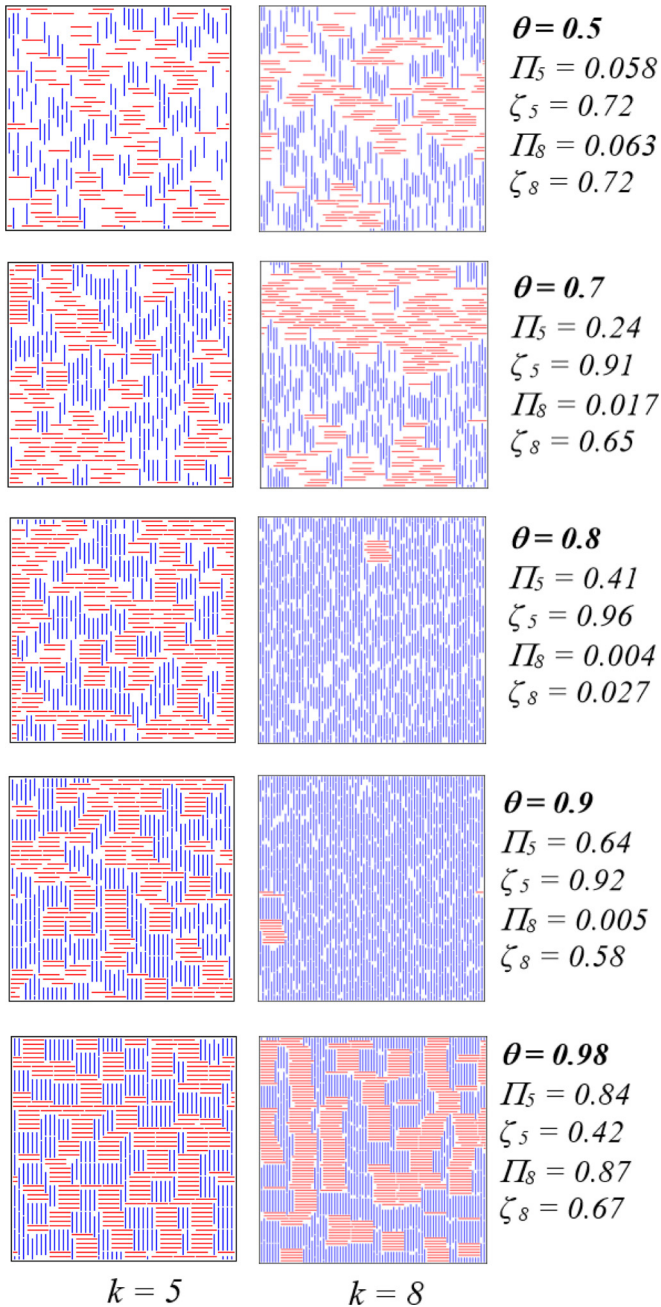 θ = 0.5
Π₅ = 0.058
ζ₅ = 0.72
Π₈ = 0.063
ζ₈ = 0.72
θ = 0.7
Π₅ = 0.24
ζ₅ = 0.91
Π₈ = 0.017
ζ₈ = 0.65
θ = 0.8
Π₅ = 0.41
ζ₅ = 0.96
Π₈ = 0.004
ζ₈ = 0.027
θ = 0.9
Π₅ = 0.64
ζ₅ = 0.92
Π₈ = 0.005
ζ₈ = 0.58
θ = 0.98
Π₅ = 0.84
ζ₅ = 0.42
Π₈ = 0.87
ζ₈ = 0.67
k = 5 k = 8